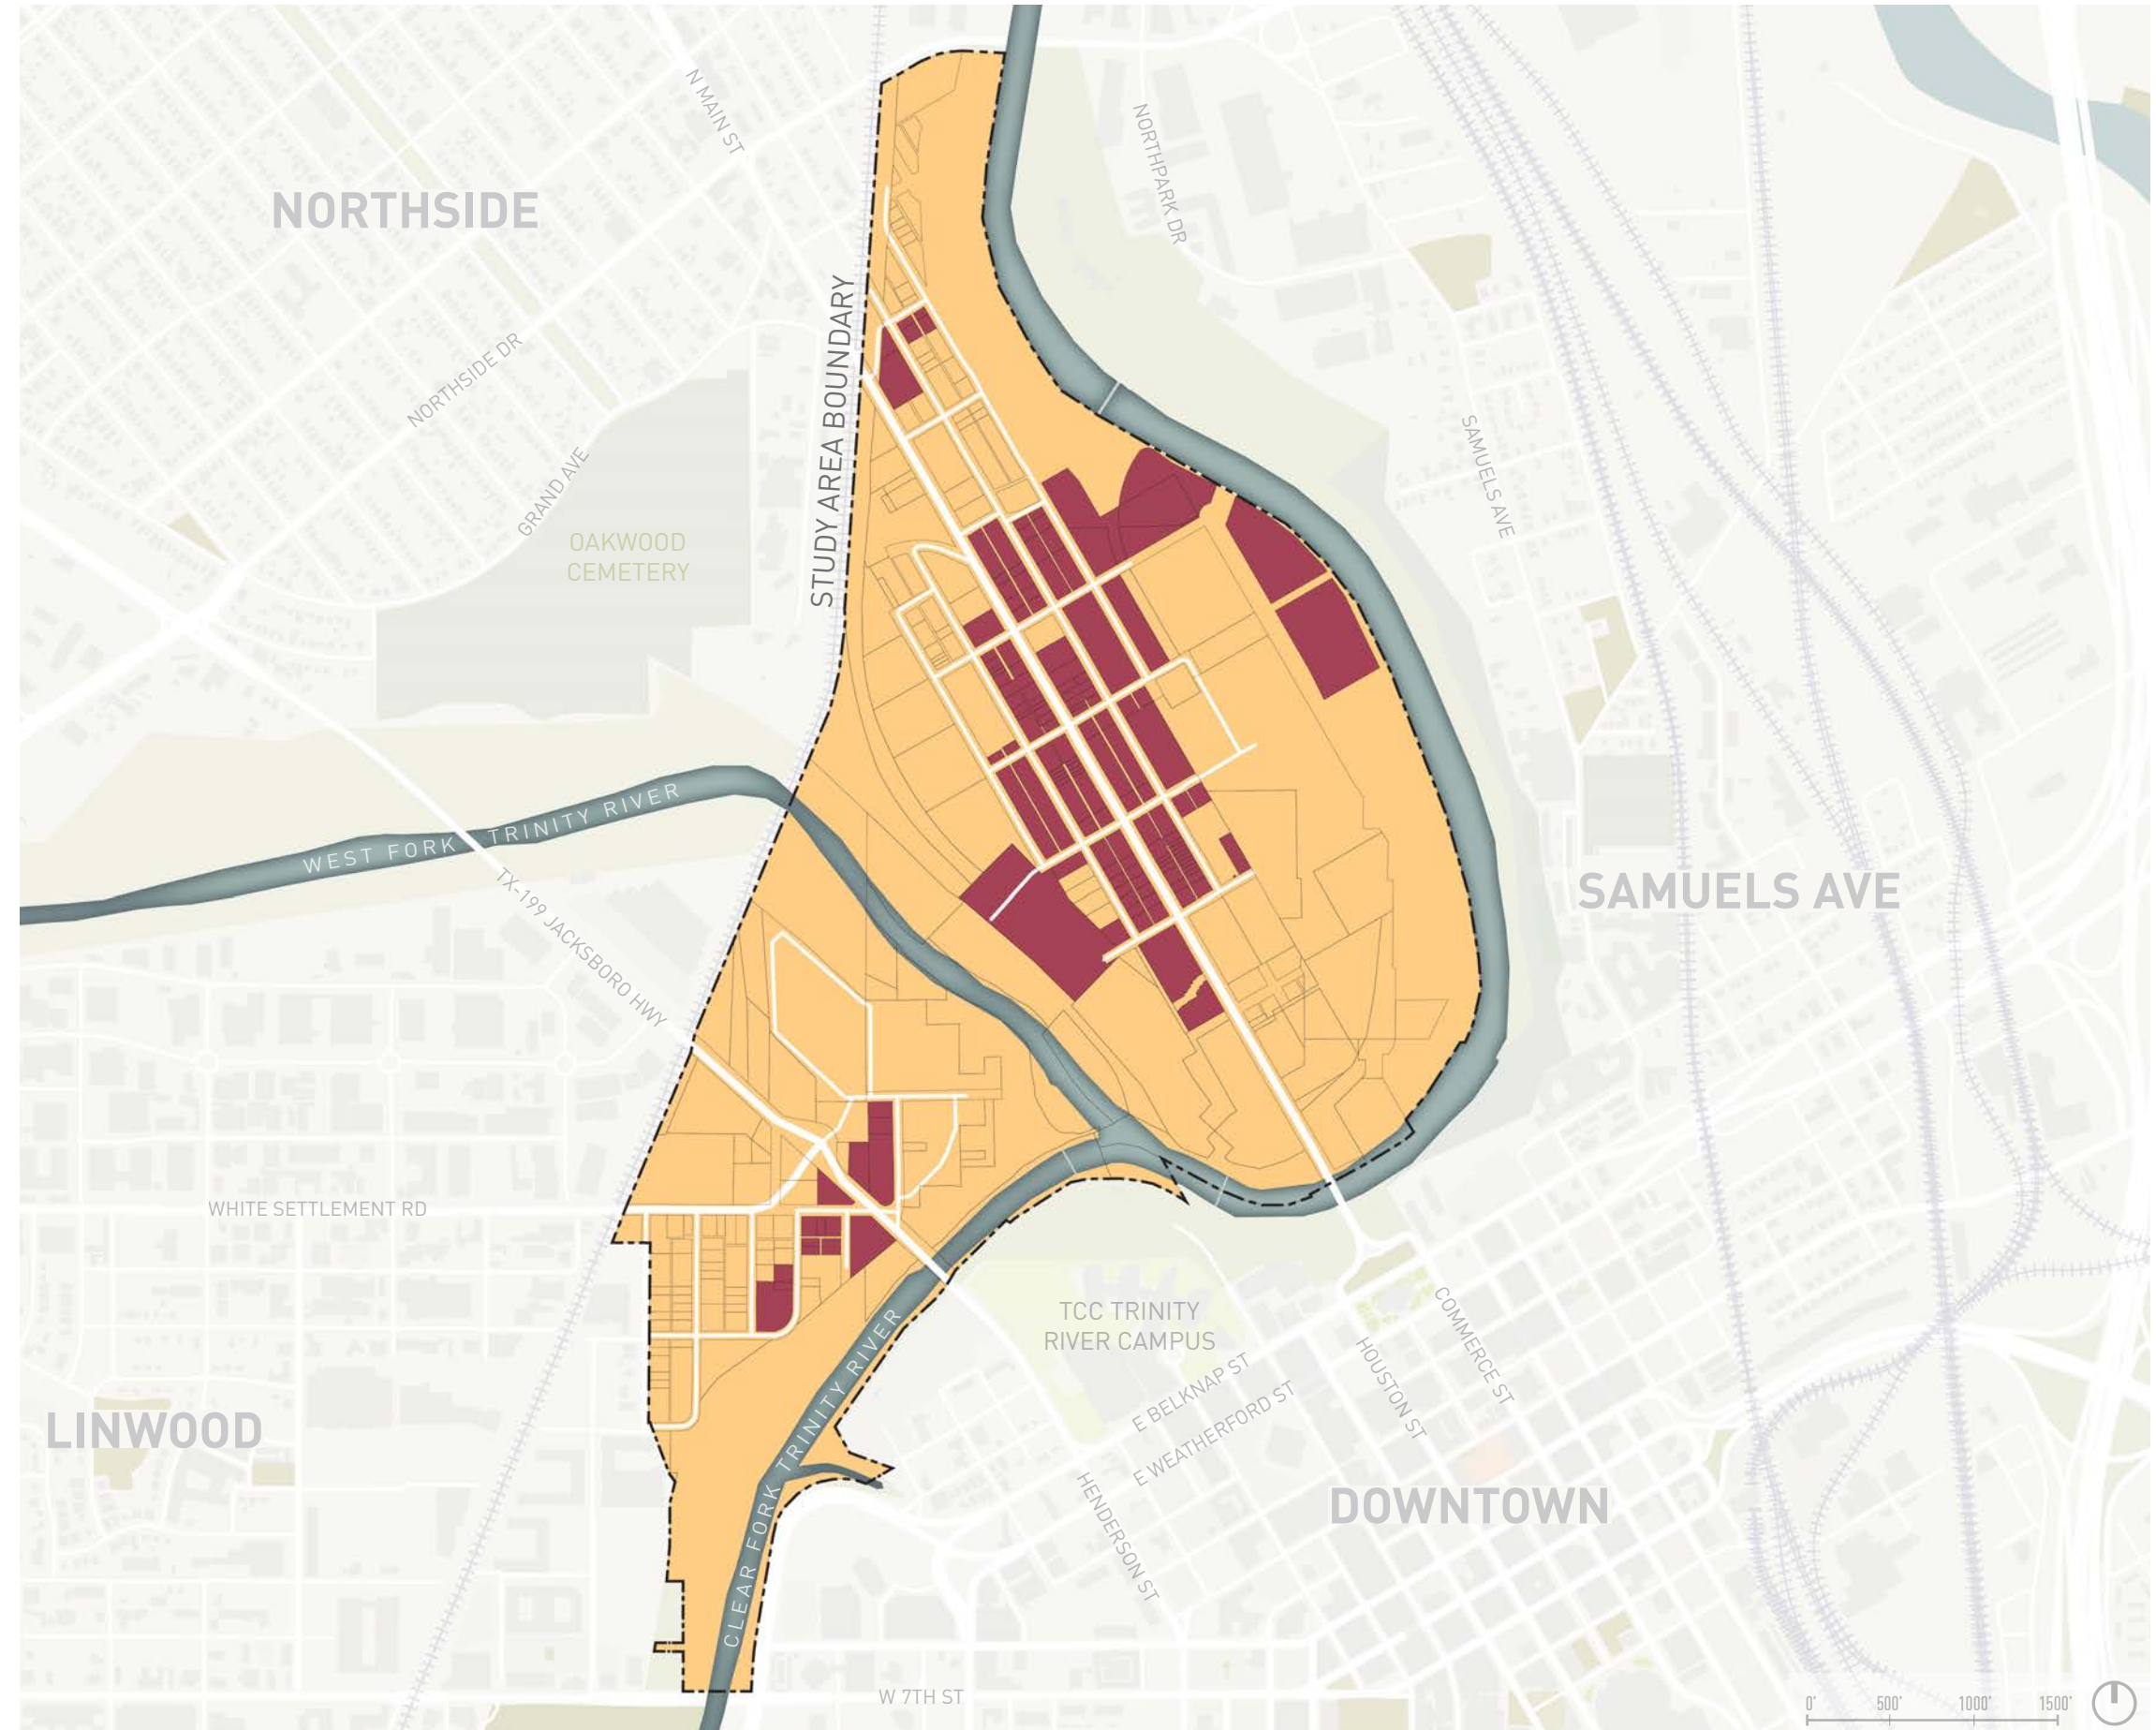 N MAIN ST
NORTHPARK DR
NORTHSIDE
STUDY AREA BOUNDARY
NORTHSIDE DR
GRAND AVE
SAMUELS AVE
OAKWOOD
CEMETERY
WEST FORK TRINITY RIVER
TX-199 JACKSBORO HWY
SAMUELS AVE
WHITE SETTLEMENT RD
TCC TRINITY
RIVER CAMPUS
COMMERCE ST
HOUSTON ST
E BELKNAP ST
E WEATHERFORD ST
LINWOOD
CLEAR FORK TRINITY RIVER
HENDERSON ST
DOWNTOWN
W 7TH ST
0' 500' 1000' 1500'